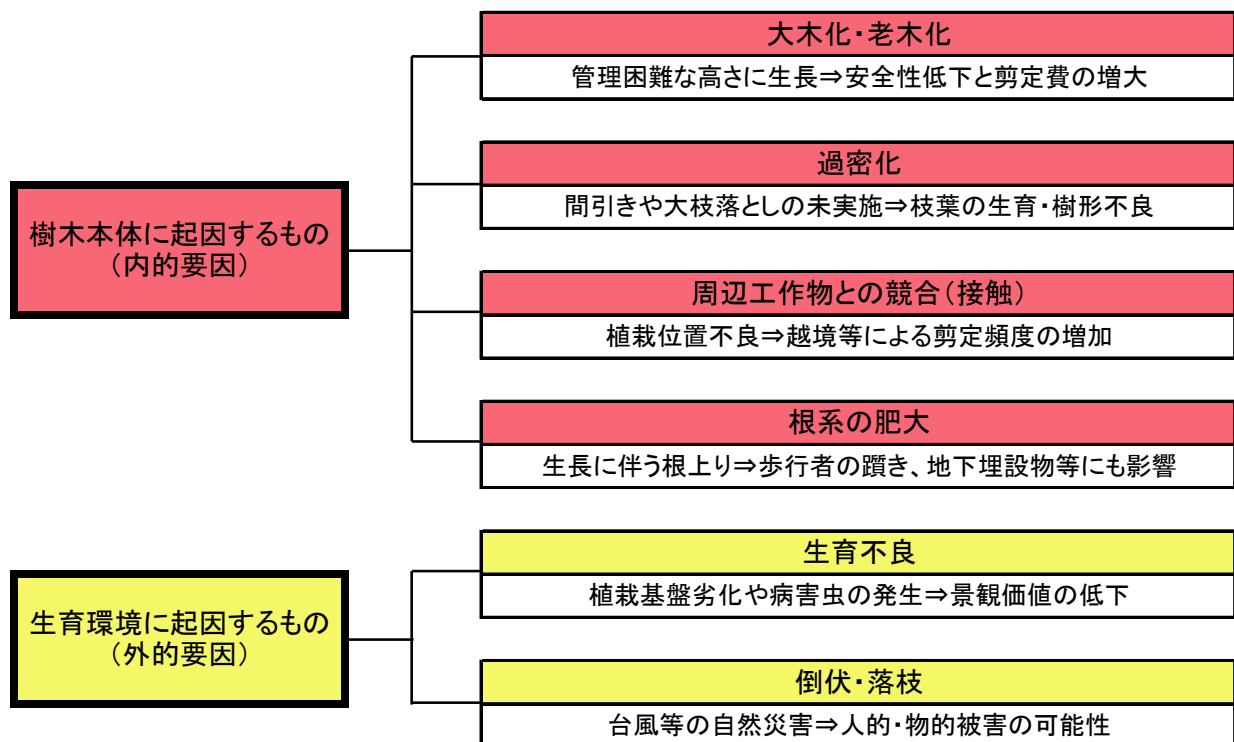 樹木本体に起因するもの
（内的要因）
大木化・老木化
管理困難な高さに生長⇒安全性低下と剪定費の増大
過密化
間引きや大枝落としの未実施⇒枝葉の生育・樹形不良
周辺工作物との競合（接触）
植栽位置不良⇒越境等による剪定頻度の増加
根系の肥大
生長に伴う根上り⇒歩行者の躓き、地下埋設物等にも影響
生育環境に起因するもの
（外的要因）
生育不良
植栽基盤劣化や病害虫の発生⇒景観価値の低下
倒伏・落枝
台風等の自然災害⇒人的・物的被害の可能性